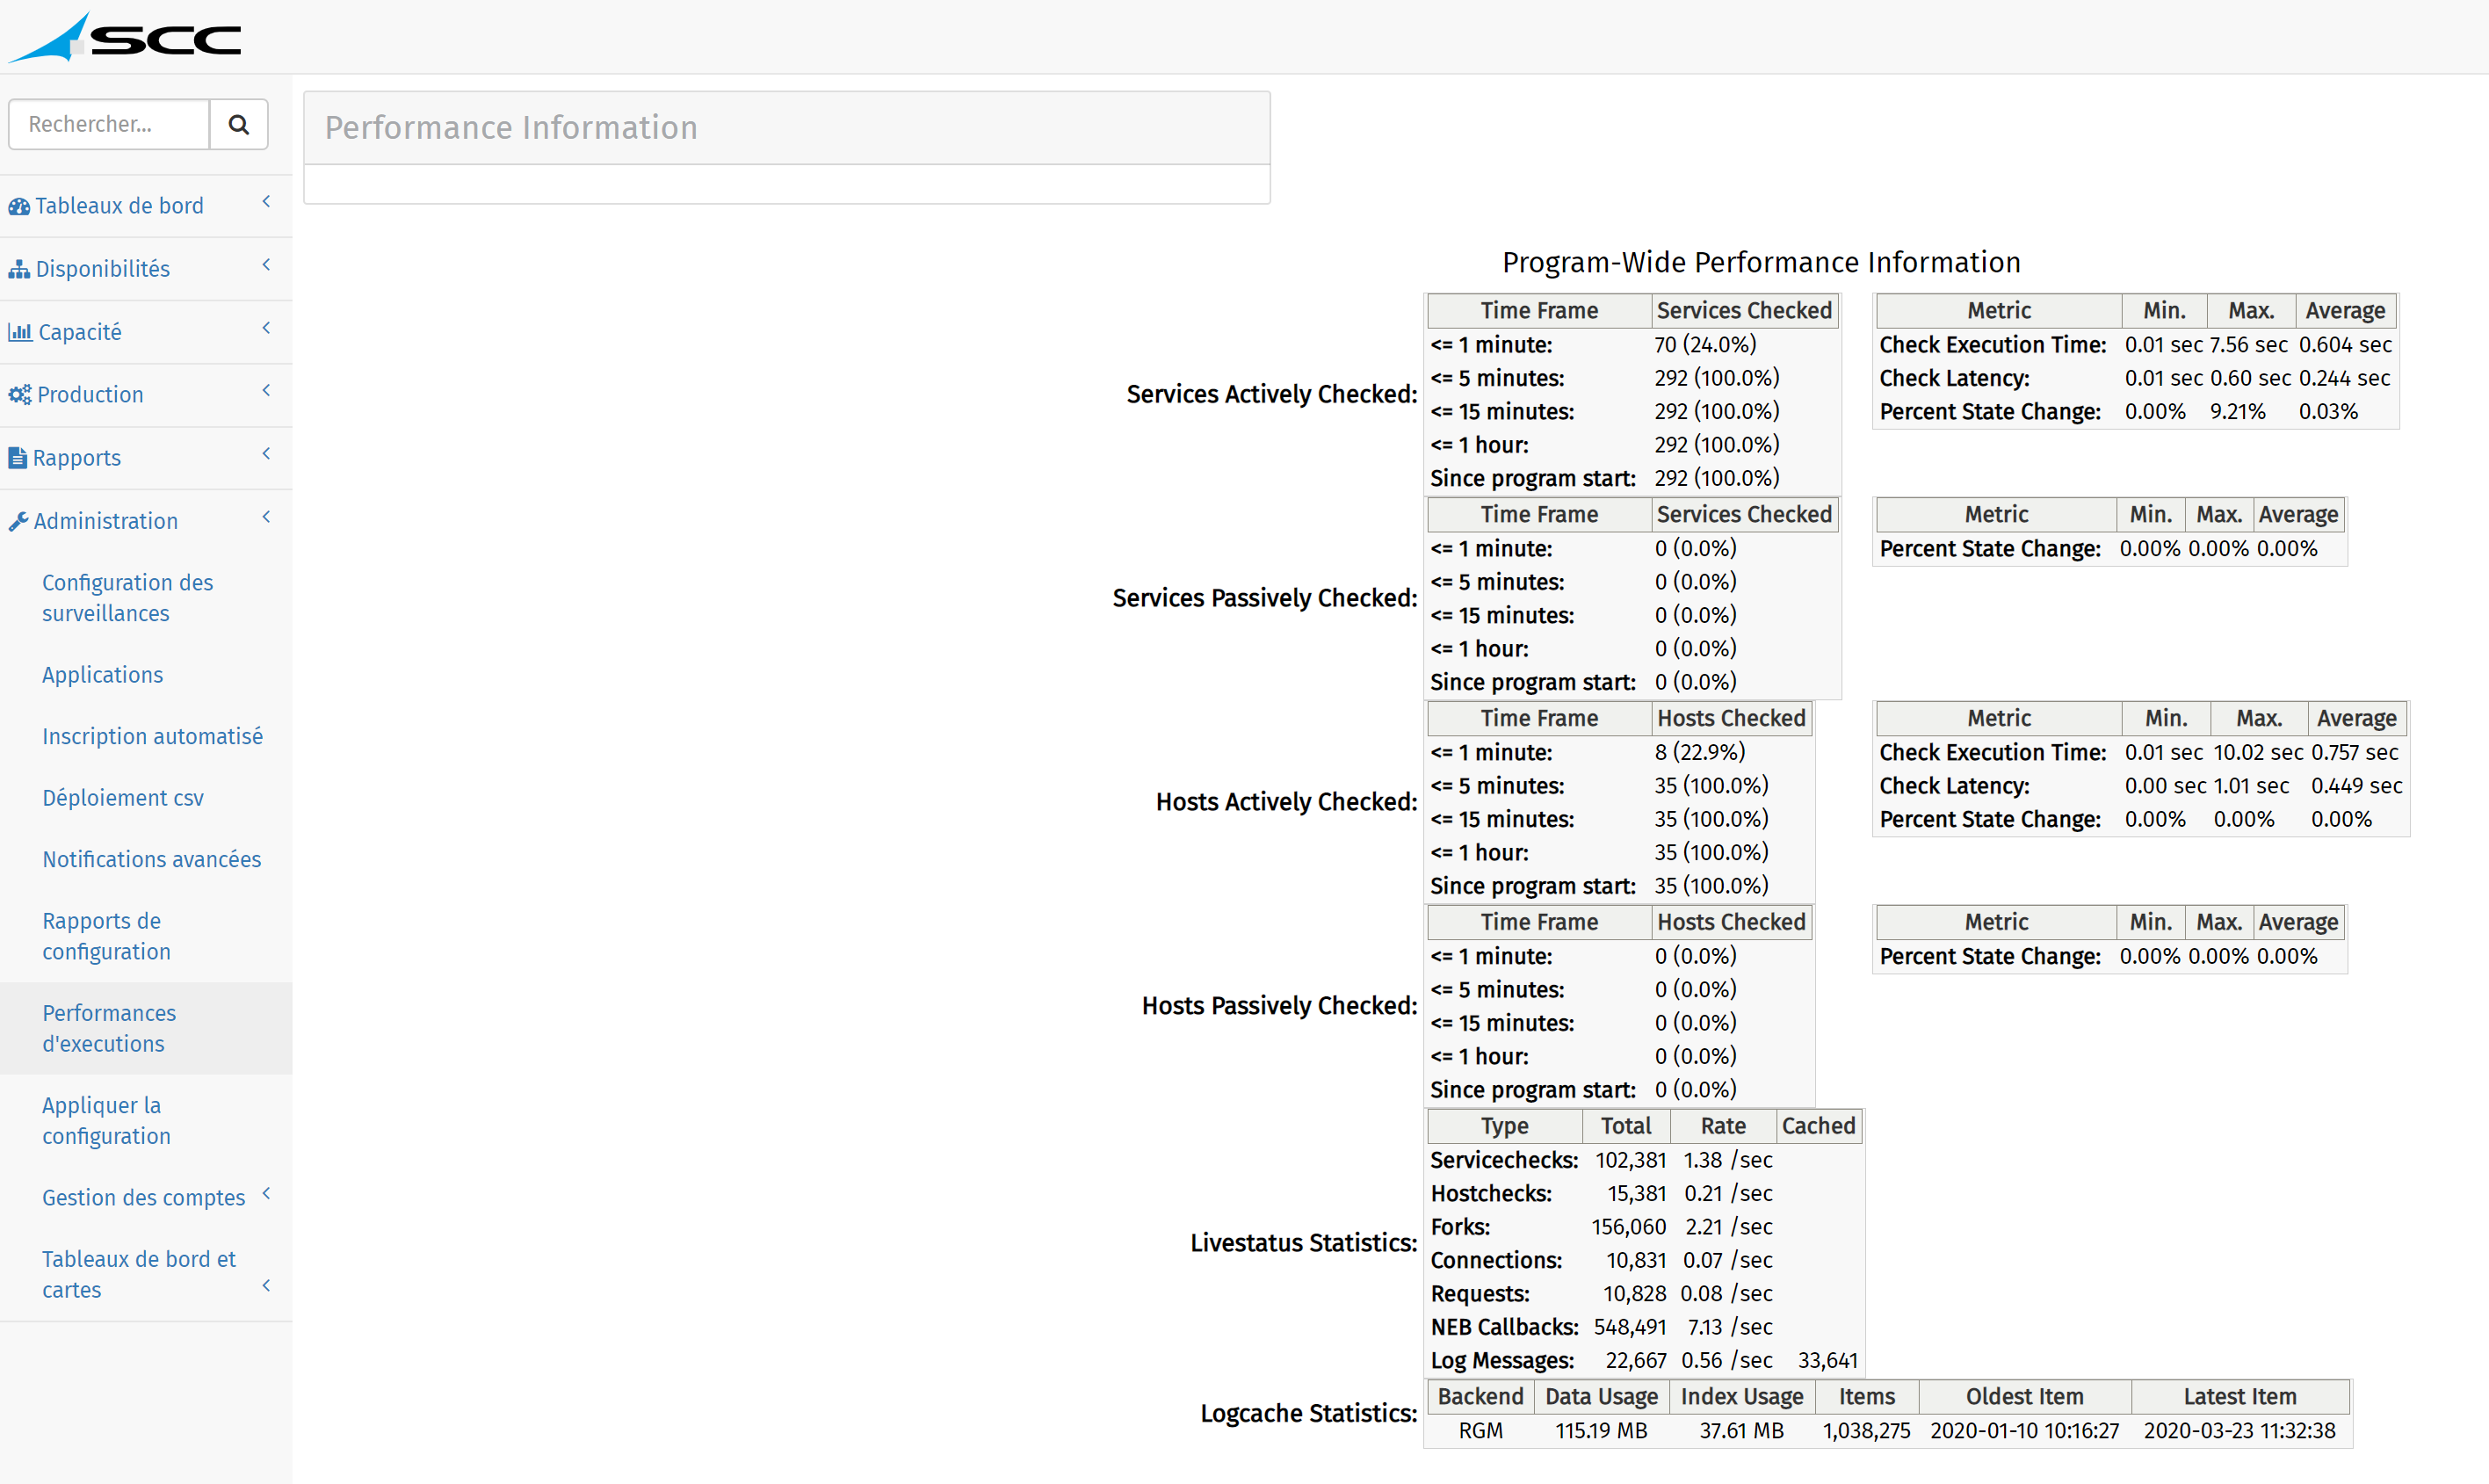 SCC
Rechercher...
Tableaux de bord
Disponibilités
Capacité
Production
Rapports
Administration
Configuration des
surveillances
Applications
Inscription automatisé
Déploiement csv
Notifications avancées
Rapports de
configuration
Performances
d'executions
Appliquer la
configuration
Gestion des comptes
Tableaux de bord et
cartes
Performance Information
Program-Wide Performance Information
Services Actively Checked:
Time Frame Services Checked
<= 1 minute: 70 (24.0%)
<= 5 minutes: 292 (100.0%)
<= 15 minutes: 292 (100.0%)
<= 1 hour: 292 (100.0%)
Since program start: 292 (100.0%)
Metric Min. Max. Average
Check Execution Time: 0.01 sec 7.56 sec 0.604 sec
Check Latency: 0.01 sec 0.60 sec 0.244 sec
Percent State Change: 0.00% 9.21% 0.03%
Services Passively Checked:
Time Frame Services Checked
<= 1 minute: 0 (0.0%)
<= 5 minutes: 0 (0.0%)
<= 15 minutes: 0 (0.0%)
<= 1 hour: 0 (0.0%)
Since program start: 0 (0.0%)
Metric Min. Max. Average
Percent State Change: 0.00% 0.00% 0.00%
Hosts Actively Checked:
Time Frame Hosts Checked
<= 1 minute: 8 (22.9%)
<= 5 minutes: 35 (100.0%)
<= 15 minutes: 35 (100.0%)
<= 1 hour: 35 (100.0%)
Since program start: 35 (100.0%)
Metric Min. Max. Average
Check Execution Time: 0.01 sec 10.02 sec 0.757 sec
Check Latency: 0.00 sec 1.01 sec 0.449 sec
Percent State Change: 0.00% 0.00% 0.00%
Hosts Passively Checked:
Time Frame Hosts Checked
<= 1 minute: 0 (0.0%)
<= 5 minutes: 0 (0.0%)
<= 15 minutes: 0 (0.0%)
<= 1 hour: 0 (0.0%)
Since program start: 0 (0.0%)
Metric Min. Max. Average
Percent State Change: 0.00% 0.00% 0.00%
Livestatus Statistics:
Type Total Rate Cached
Servicechecks: 102,381 1.38 /sec
Hostchecks: 15,381 0.21 /sec
Forks: 156,060 2.21 /sec
Connections: 10,831 0.07 /sec
Requests: 10,828 0.08 /sec
NEB Callbacks: 548,491 7.13 /sec
Log Messages: 22,667 0.56 /sec 33,641
Logcache Statistics:
Backend Data Usage Index Usage Items Oldest Item Latest Item
RGM 115.19 MB 37.61 MB 1,038,275 2020-01-10 10:16:27 2020-03-23 11:32:38